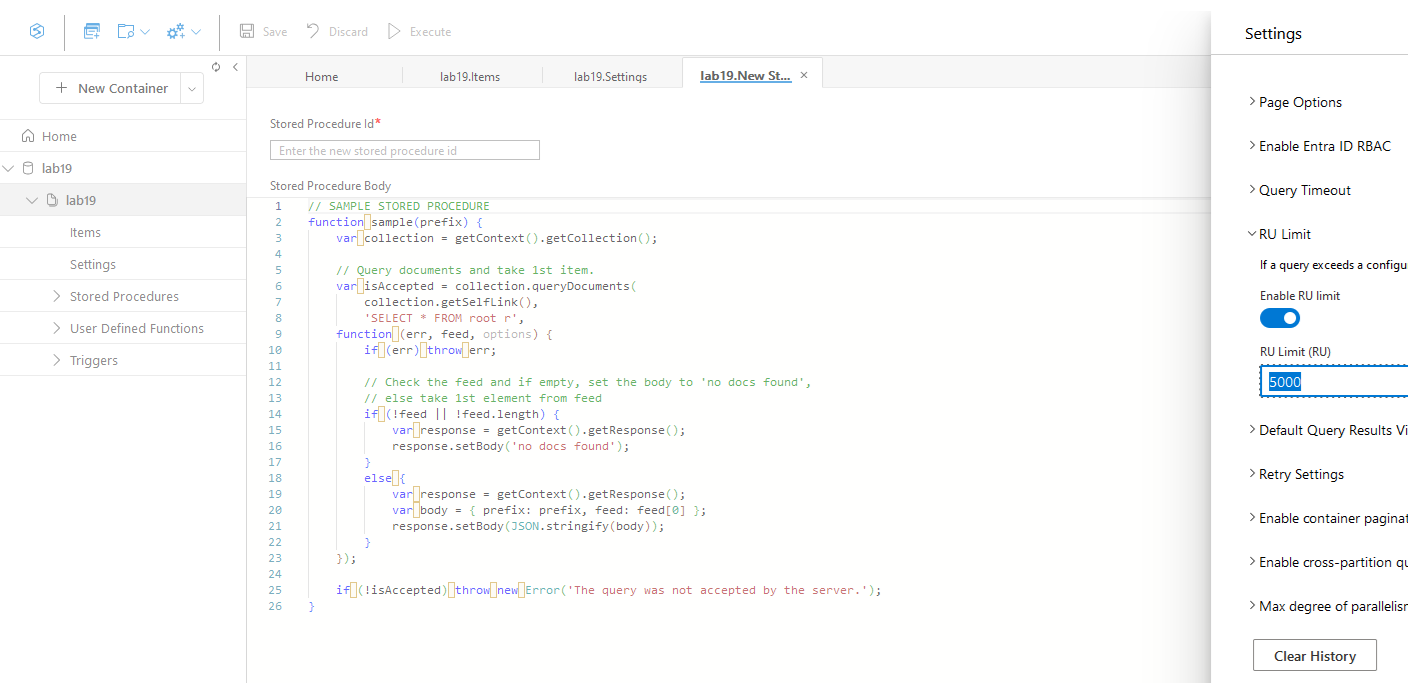 Save Discard Execute
New Container
Home
lab19
lab19
Items
Settings
Stored Procedures
User Defined Functions
Triggers
Home lab19.Items lab19.Settings lab19.New St...
Stored Procedure Id*
Enter the new stored procedure id
Stored Procedure Body
1 // SAMPLE STORED PROCEDURE
2 function sample(prefix) {
3 var collection = getContext().getCollection();
4
5 // Query documents and take 1st item.
6 var isAccepted = collection.queryDocuments(
7 collection.getSelfLink(),
8 'SELECT * FROM root r',
9 function (err, feed, options) {
10 if (err) throw err;
11
12 // Check the feed and if empty, set the body to 'no docs found',
13 // else take 1st element from feed
14 if (!feed || !feed.length) {
15 var response = getContext().getResponse();
16 response.setBody('no docs found');
17 }
18 else {
19 var response = getContext().getResponse();
20 var body = { prefix: prefix, feed: feed[0] };
21 response.setBody(JSON.stringify(body));
22 }
23 });
24
25 if (!isAccepted) throw new Error('The query was not accepted by the server.');
26 }
Settings
Page Options
Enable Entra ID RBAC
Query Timeout
RU Limit
If a query exceeds a configu
Enable RU limit
RU Limit (RU)
5000
Default Query Results Vi
Retry Settings
Enable container paginat
Enable cross-partition qu
Max degree of parallelism
Clear History